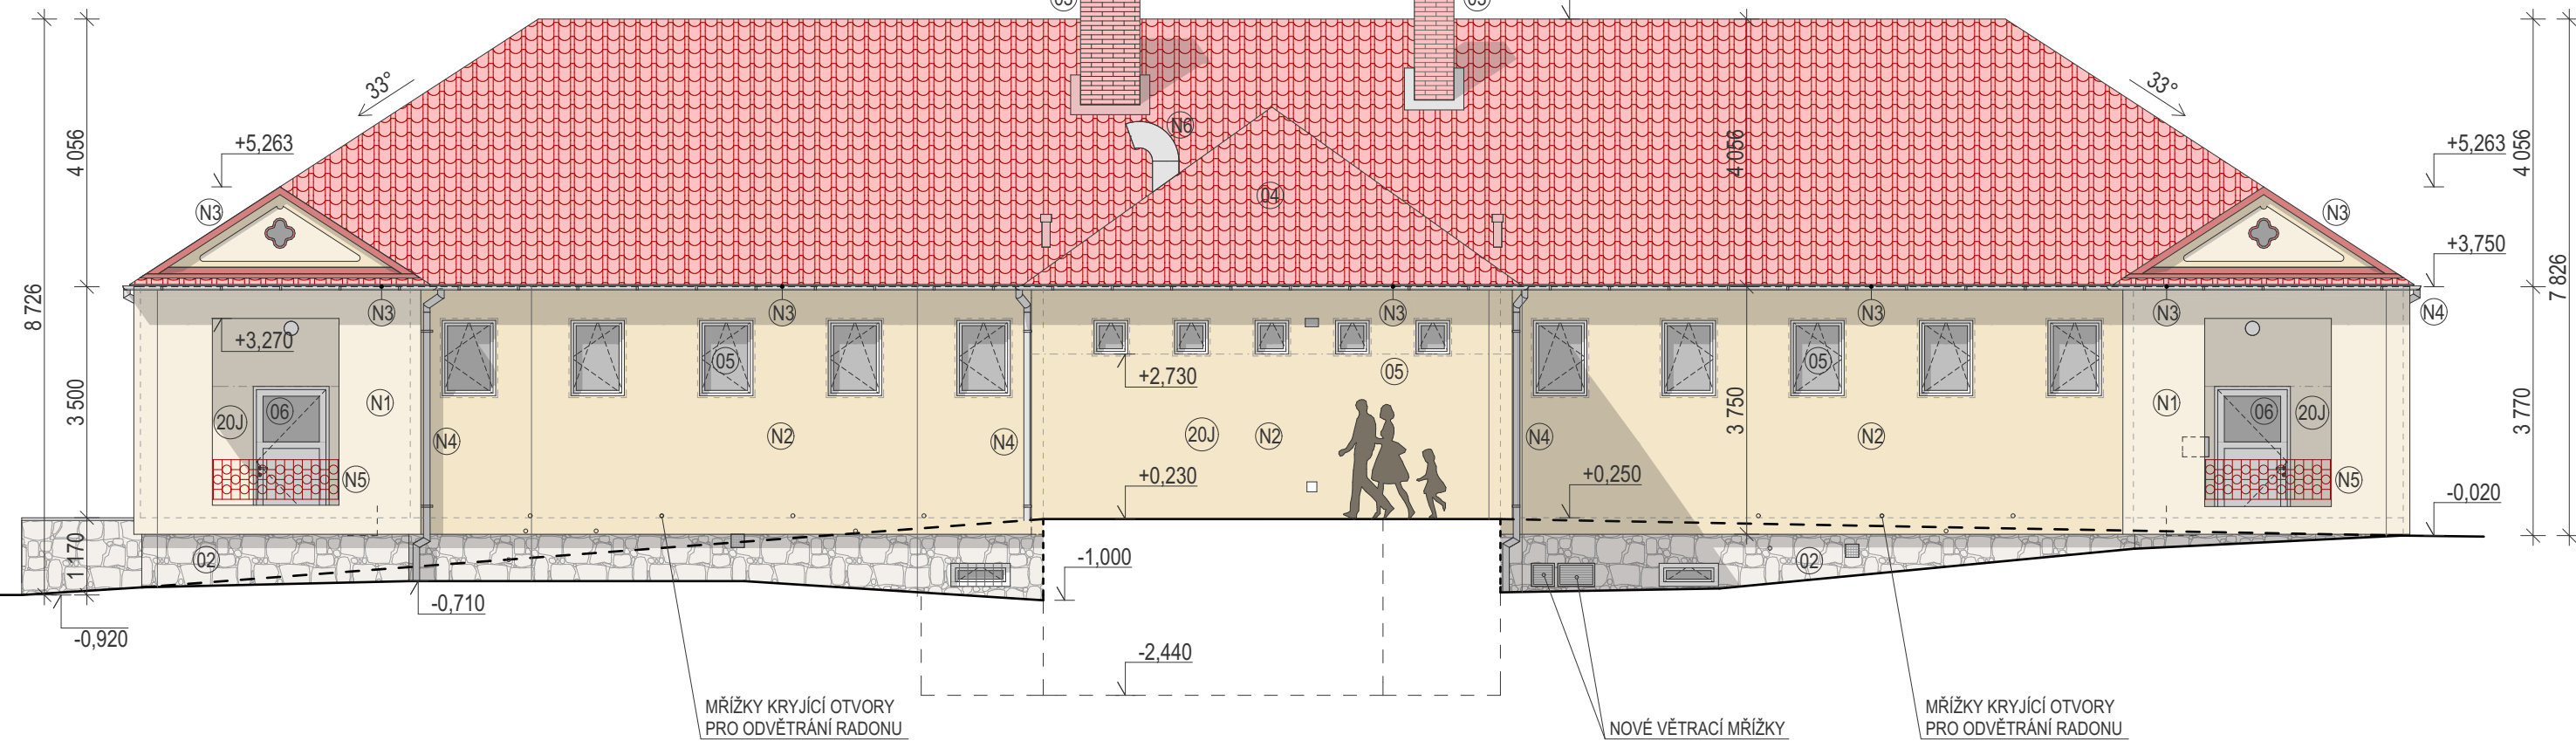 03
03
33°
33°
4 056
4 056
4 056
N6
+5,263
+5,263
04
N3
N3
+3,750
8 726
7 826
N3
N3
N3
N3
N3
N4
+3,270
05
05
05
+2,730
3 500
3 750
3 770
06
20J
N1
N4
N2
N4
20J
N2
N4
N2
N1
06
20J
N5
+0,230
+0,250
N5
-0,020
1 170
02
02
-1,000
-0,710
-0,920
-2,440
MŘÍŽKY KRYJÍCÍ OTVORY
PRO ODVĚTRÁNÍ RADONU
NOVÉ VĚTRACÍ MŘÍŽKY
MŘÍŽKY KRYJÍCÍ OTVORY
PRO ODVĚTRÁNÍ RADONU